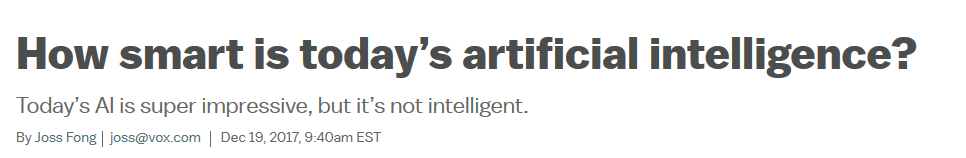 How smart is today’s artificial intelligence?
Today’s AI is super impressive, but it’s not intelligent.
By Joss Fong | joss@vox.com | Dec 19, 2017, 9:40am EST